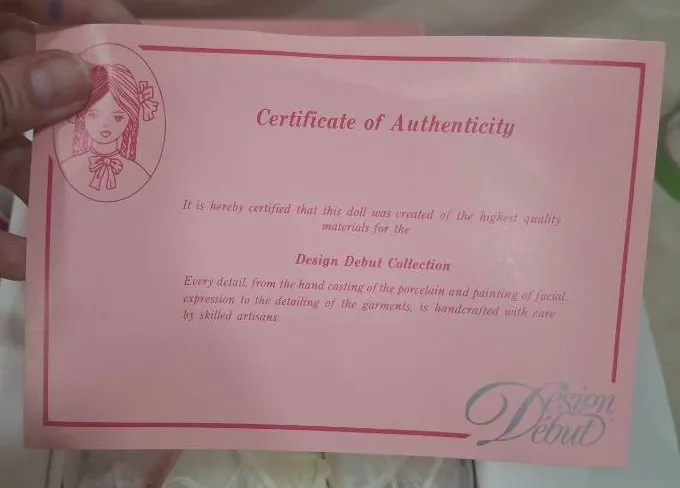 Certificate of Authenticity
It is hereby certified that this doll was created of the highest quality
materials for the
Design Debut Collection
Every detail, from the hand casting of the porcelain and painting of facial
expression to the detailing of the garments, is handcrafted with care
by skilled artisans.
Design
Debut